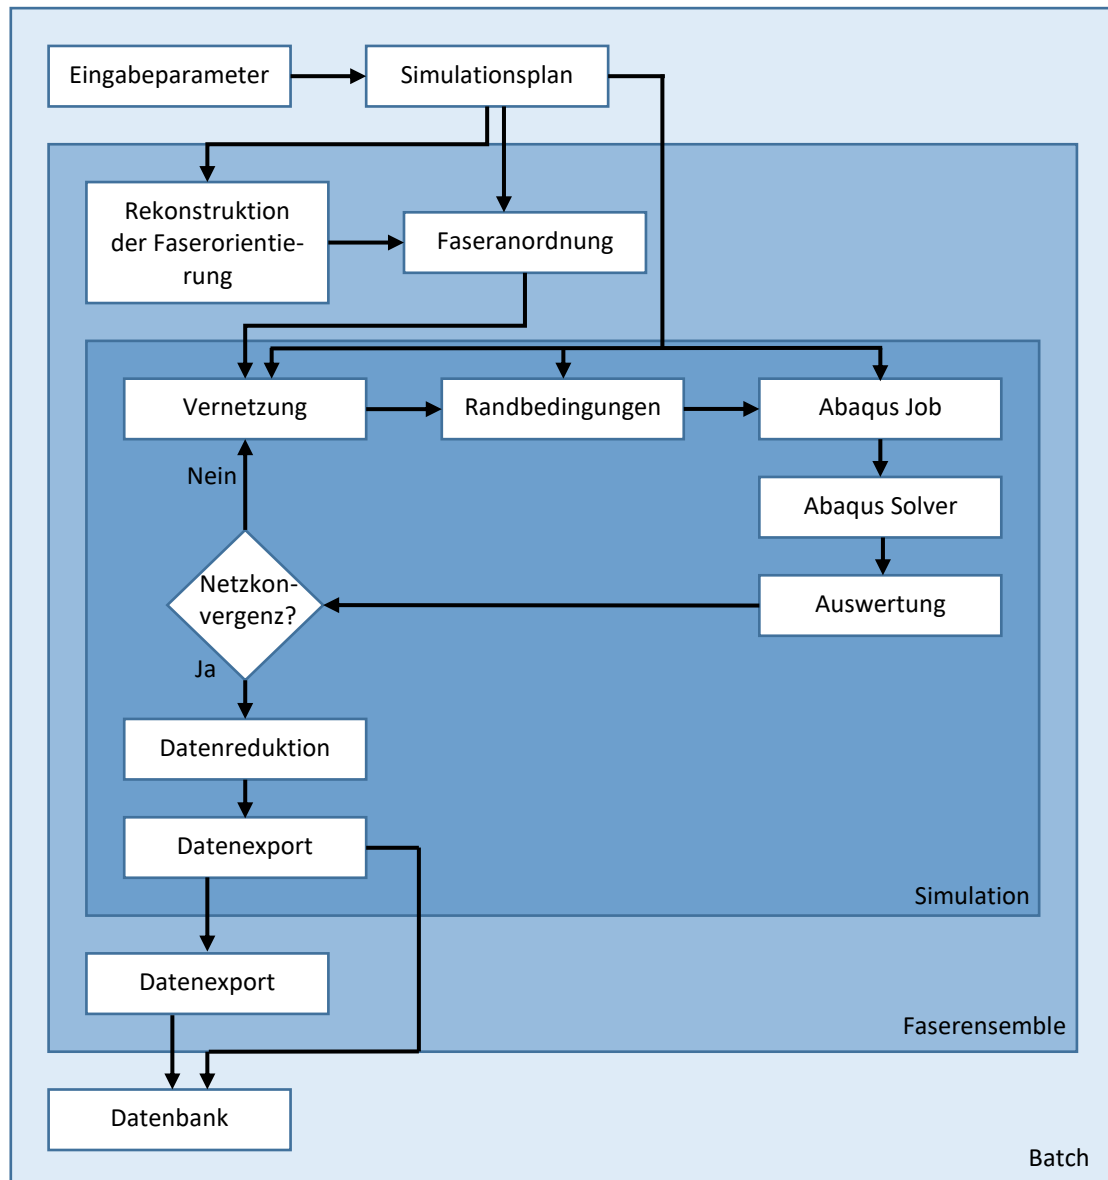 Eingabeparameter
Simulationsplan
Rekonstruktion
der Faserorientie-
rung
Faseranordnung
Vernetzung
Randbedingungen
Abaqus Job
Nein
Abaqus Solver
Netzkon-
vergenz?
Auswertung
Ja
Datenreduktion
Datenexport
Simulation
Datenexport
Faserensemble
Datenbank
Batch